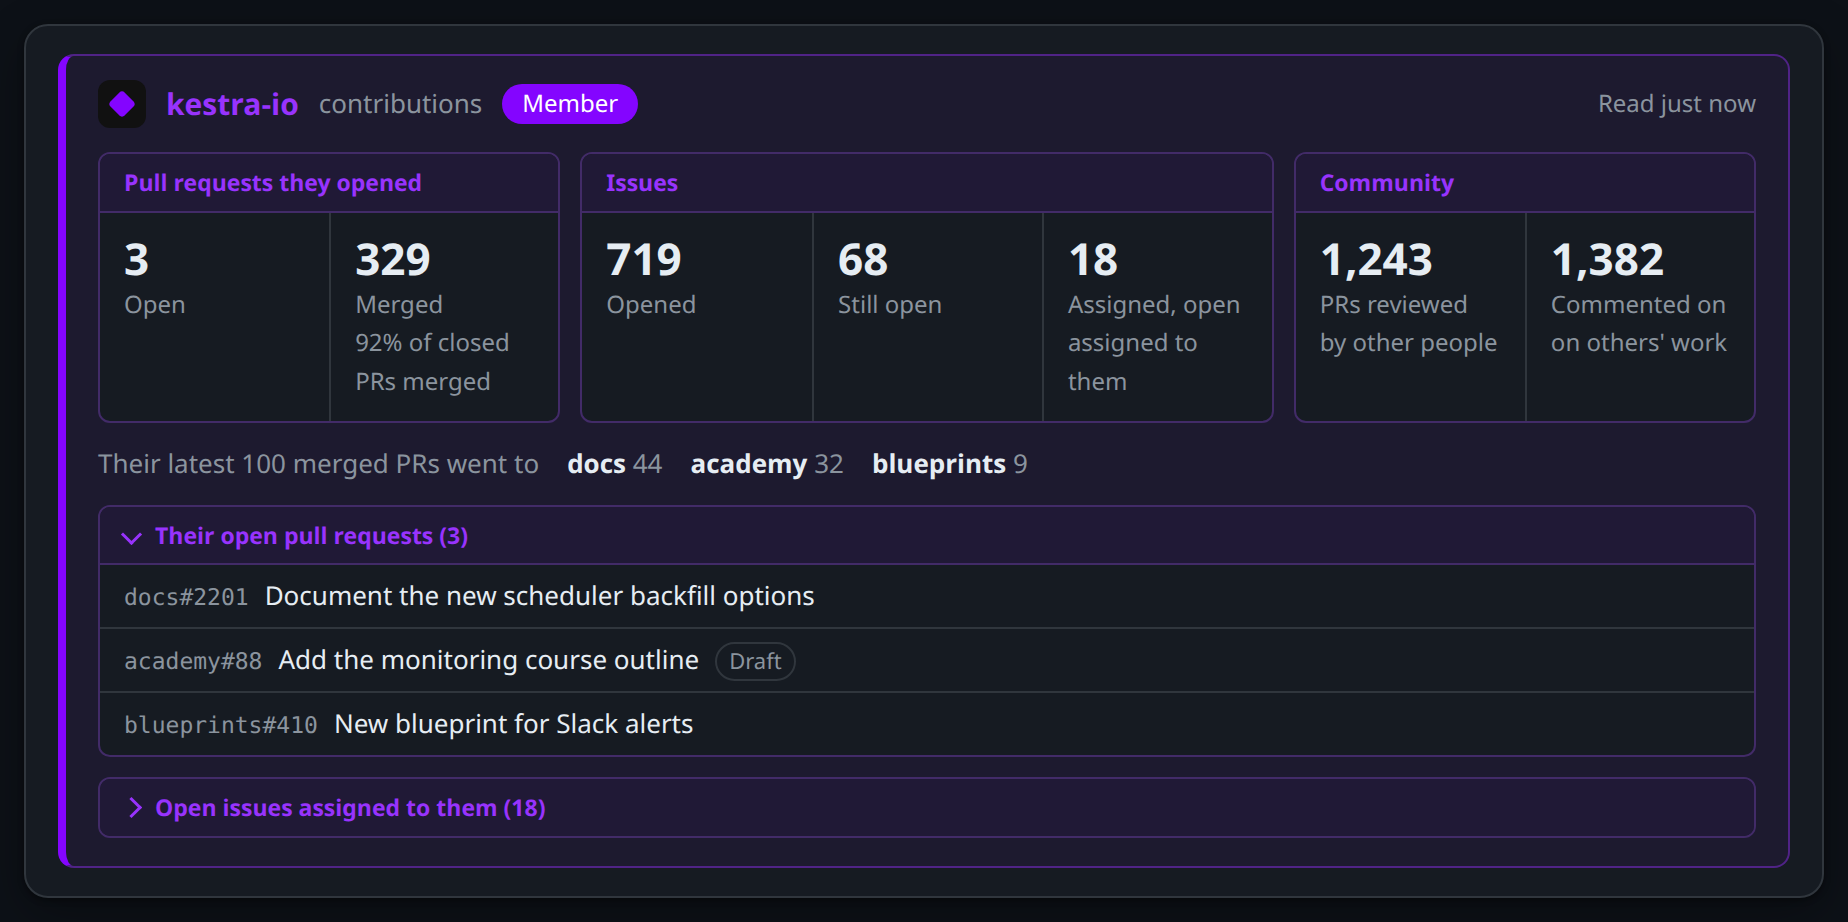 kestra-io contributions Member Read just now
Pull requests they opened
3
Open
329
Merged
92% of closed
PRs merged
Issues
719
Opened
68
Still open
18
Assigned, open
assigned to
them
Community
1,243
PRs reviewed
by other people
1,382
Commented on
on others' work
Their latest 100 merged PRs went to docs 44 academy 32 blueprints 9
Their open pull requests (3)
docs#2201 Document the new scheduler backfill options
academy#88 Add the monitoring course outline Draft
blueprints#410 New blueprint for Slack alerts
Open issues assigned to them (18)